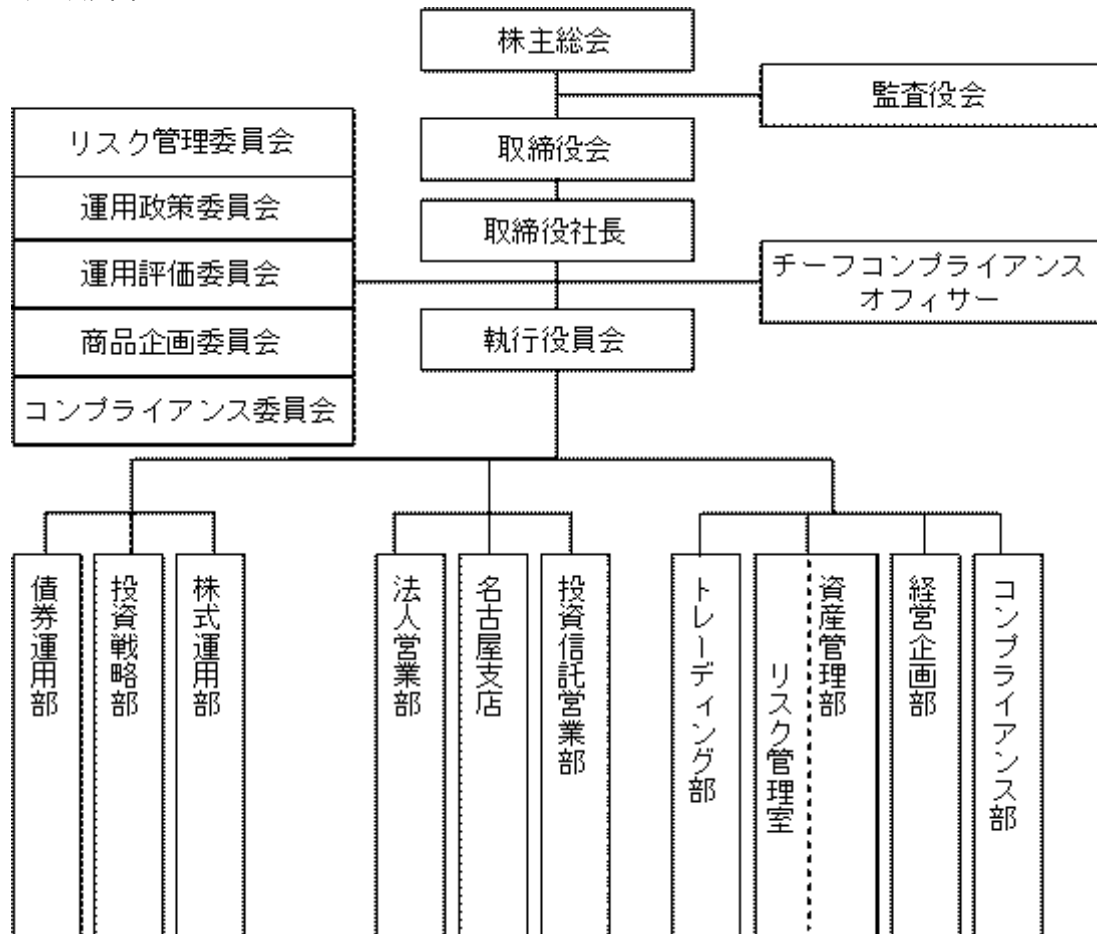 株主総会
監査役会
リスク管理委員会
取締役会
運用政策委員会
取締役社長
運用評価委員会
チーフコンプライアンス
オフィサー
商品企画委員会
執行役員会
コンプライアンス委員会
債券運用部
投資戦略部
株式運用部
法人営業部
名古屋支店
投資信託営業部
トレーディング部
資産管理部
リスク管理室
経営企画部
コンプライアンス部